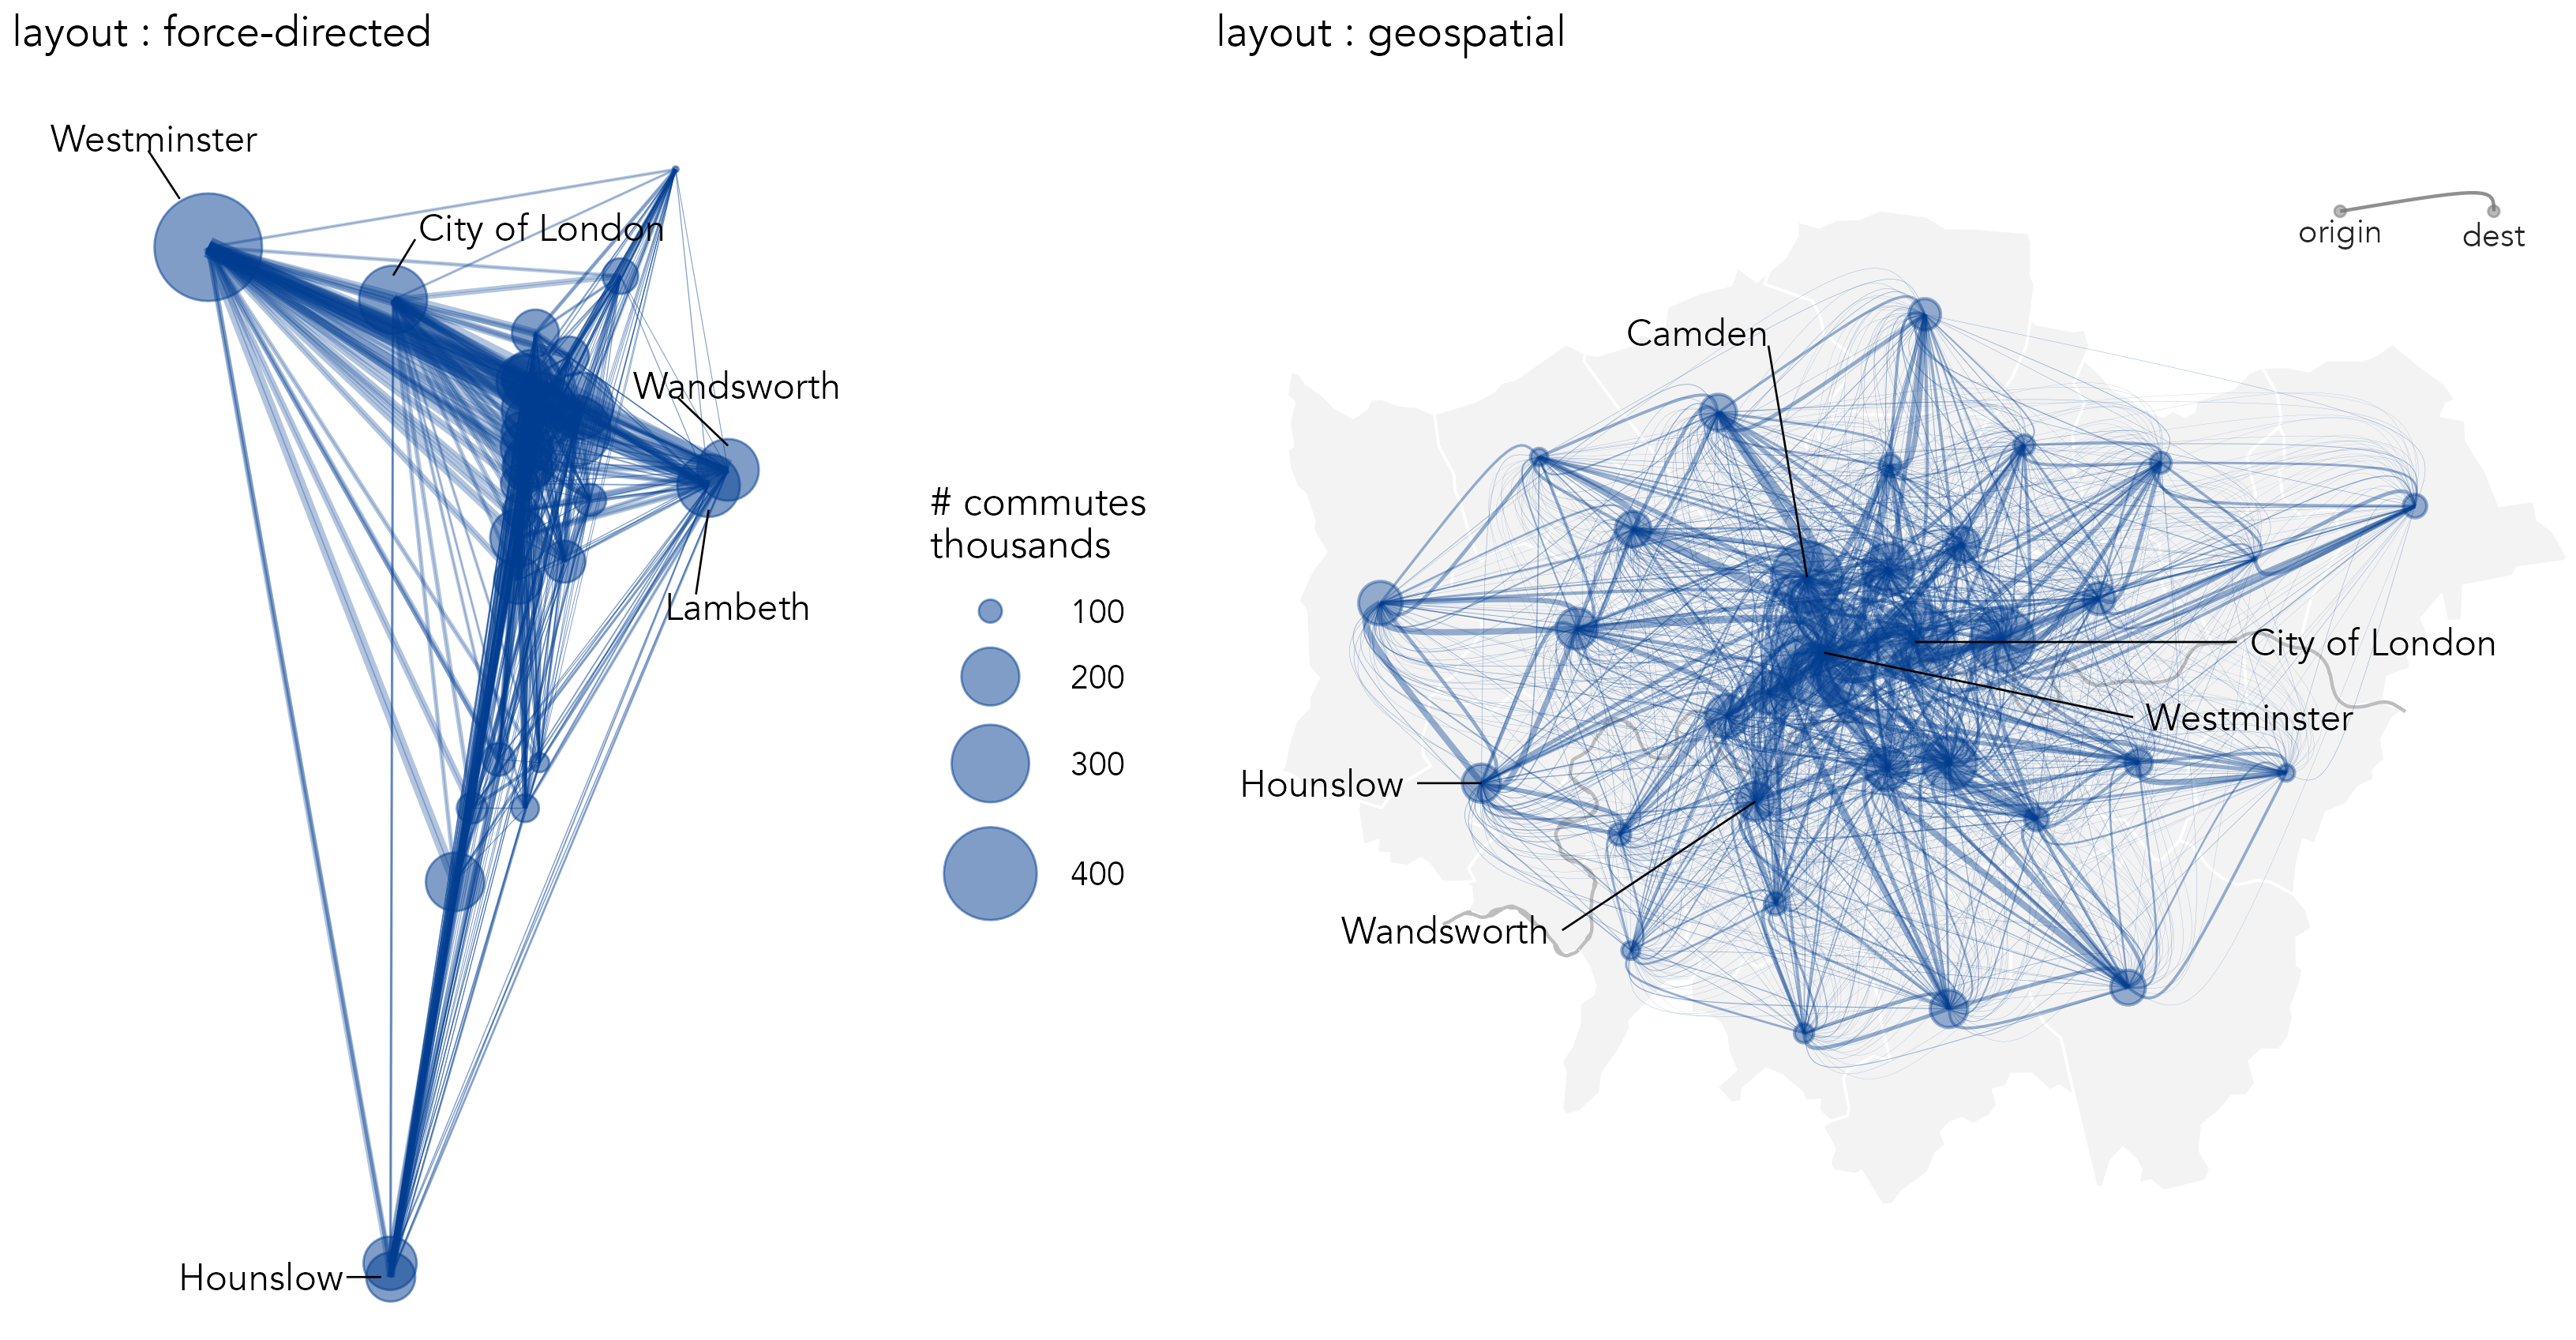 layout : force-directed
Westminster
City of London
Wandsworth
Lambeth
Hounslow
# commutes
thousands
100
200
300
400
layout : geospatial
origin
dest
Camden
City of London
Westminster
Hounslow
Wandsworth